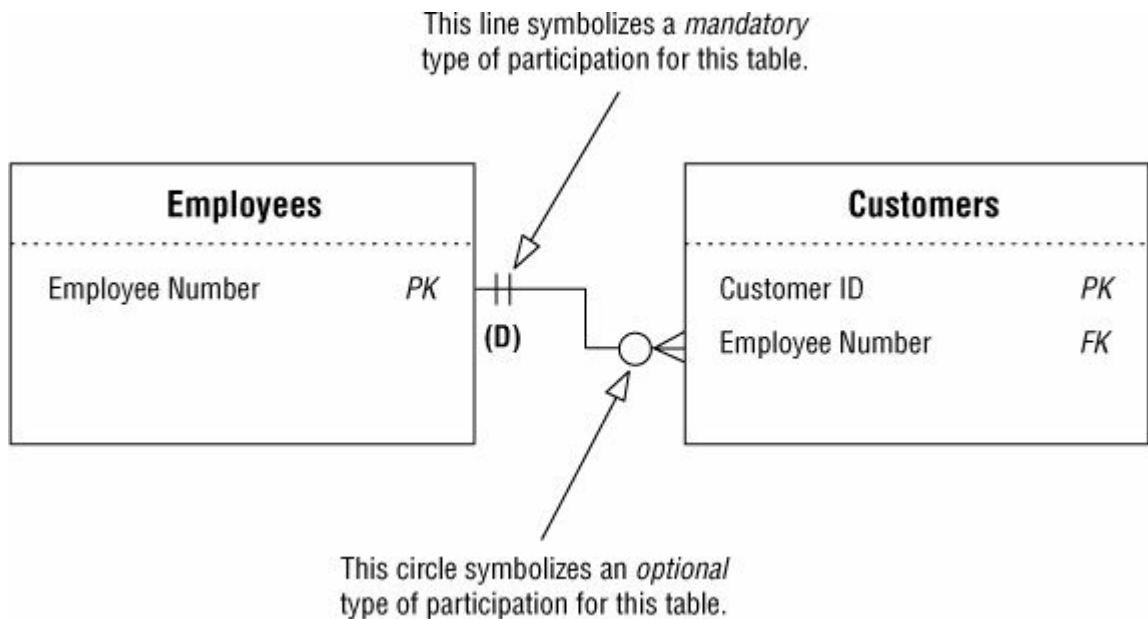 This line symbolizes a mandatory
type of participation for this table.
Employees
Employee Number PK
(D)
Customers
Customer ID PK
Employee Number FK
This circle symbolizes an optional
type of participation for this table.